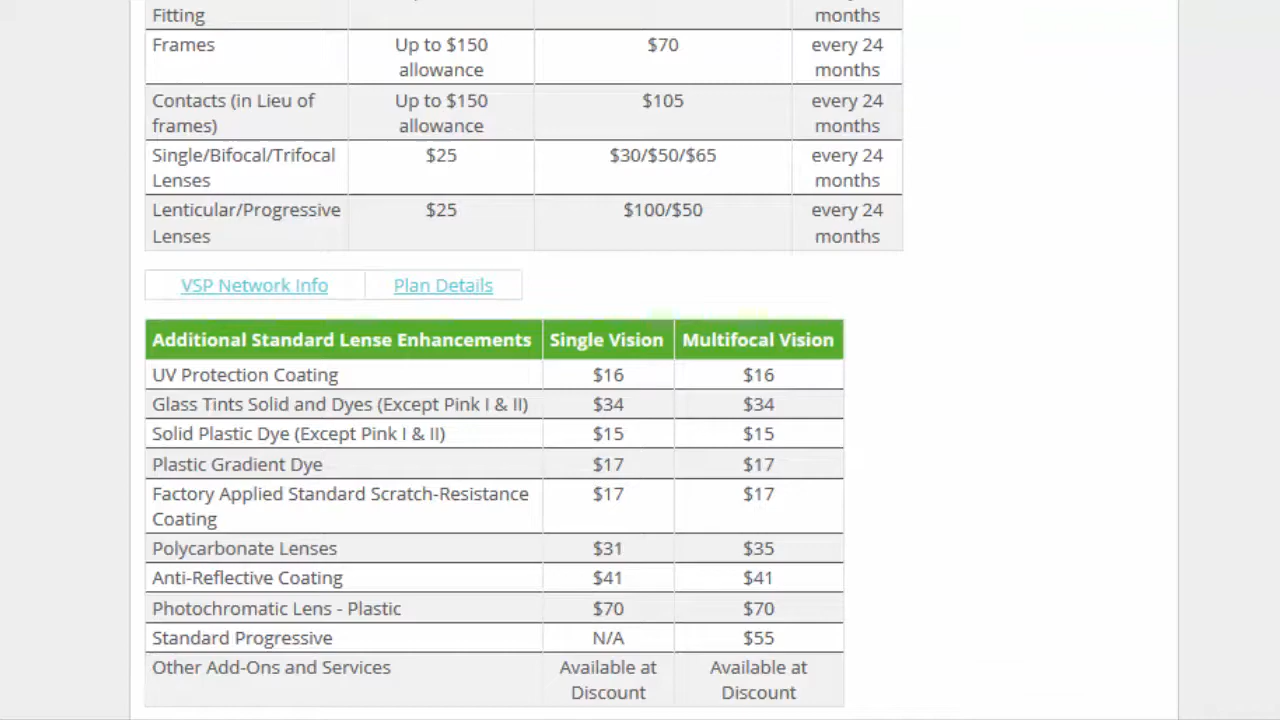 Fitting months
Frames Up to $150 $70 every 24
allowance months
Contacts (in Lieu of Up to $150 $105 every 24
frames) allowance months
Single/Bifocal/Trifocal $25 $30/$50/$65 every 24
Lenses months
Lenticular/Progressive $25 $100/$50 every 24
Lenses months
VSP Network Info Plan Details
Additional Standard Lense Enhancements Single Vision Multifocal Vision
UV Protection Coating $16 $16
Glass Tints Solid and Dyes (Except Pink I & II) $34 $34
Solid Plastic Dye (Except Pink I & II) $15 $15
Plastic Gradient Dye $17 $17
Factory Applied Standard Scratch-Resistance $17 $17
Coating
Polycarbonate Lenses $31 $35
Anti-Reflective Coating $41 $41
Photochromatic Lens - Plastic $70 $70
Standard Progressive N/A $55
Other Add-Ons and Services Available at Available at
Discount Discount